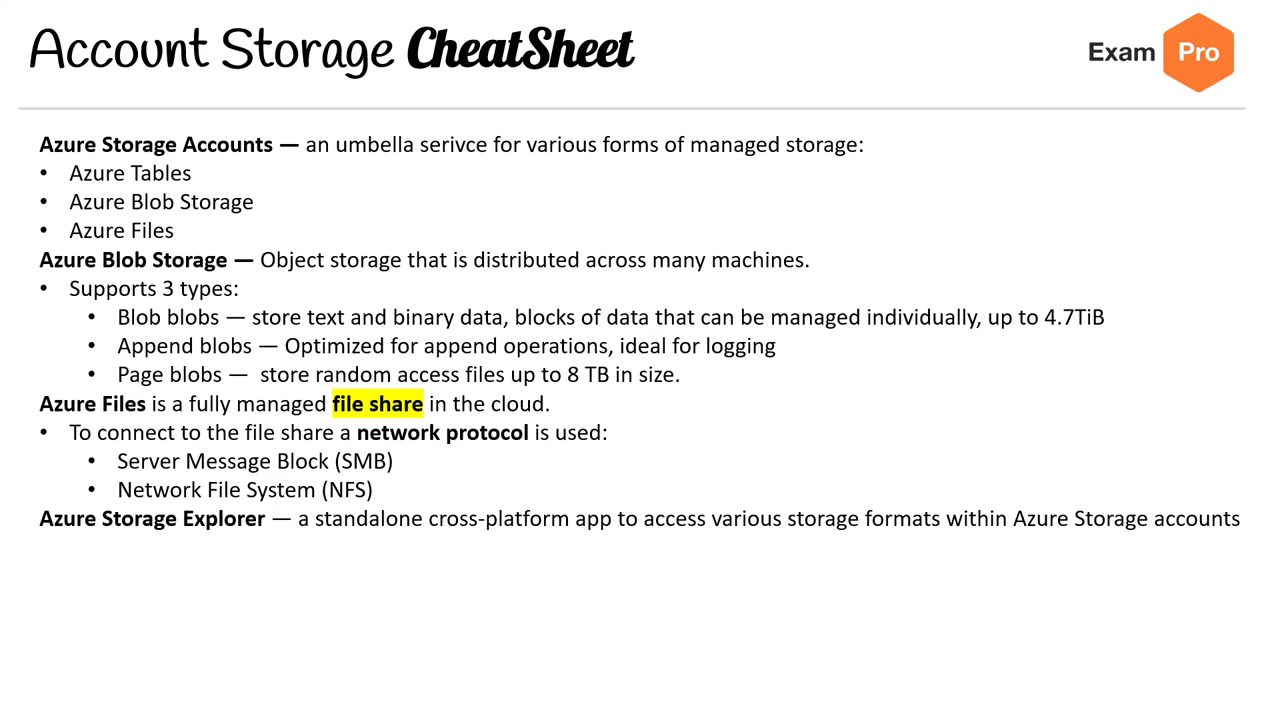 Account Storage CheatSheet
Exam Pro
Azure Storage Accounts — an umbella serivce for various forms of managed storage:
• Azure Tables
• Azure Blob Storage
• Azure Files
Azure Blob Storage — Object storage that is distributed across many machines.
• Supports 3 types:
• Blob blobs — store text and binary data, blocks of data that can be managed individually, up to 4.7TiB
• Append blobs — Optimized for append operations, ideal for logging
• Page blobs — store random access files up to 8 TB in size.
Azure Files is a fully managed file share in the cloud.
• To connect to the file share a network protocol is used:
• Server Message Block (SMB)
• Network File System (NFS)
Azure Storage Explorer — a standalone cross-platform app to access various storage formats within Azure Storage accounts